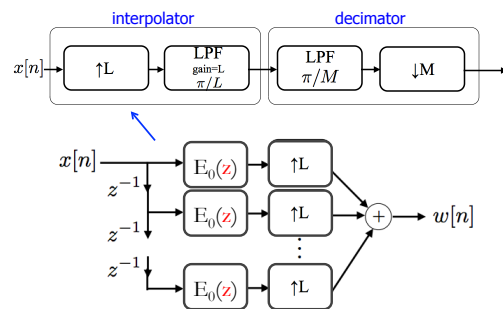 interpolator decimator
x[n] ↑L LPF gain=L π/L LPF π/M ↓M
x[n] E₀(z) ↑L
z⁻¹
E₀(z) ↑L + w[n]
z⁻¹
z⁻¹
E₀(z) ↑L